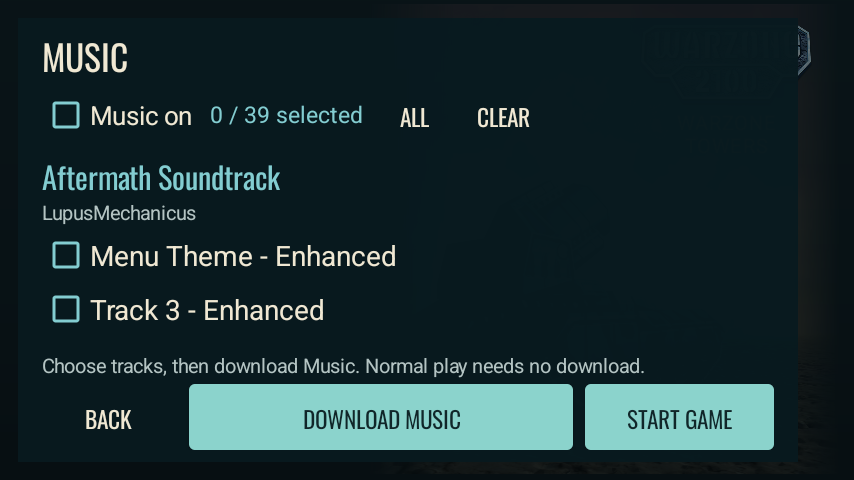 MUSIC
Music on 0 / 39 selected ALL CLEAR
Aftermath Soundtrack
LupusMechanicus
Menu Theme - Enhanced
Track 3 - Enhanced
Choose tracks, then download Music. Normal play needs no download.
BACK DOWNLOAD MUSIC START GAME